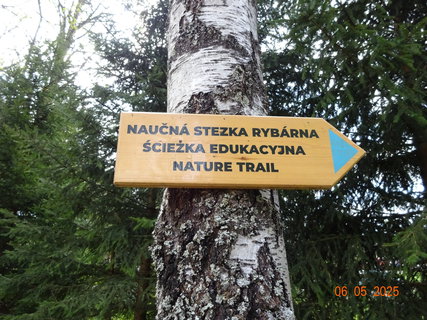 NAUČNÁ STEZKA RYBÁRNA
ŚCIEŻKA EDUKACYJNA
NATURE TRAIL
06.05.2025